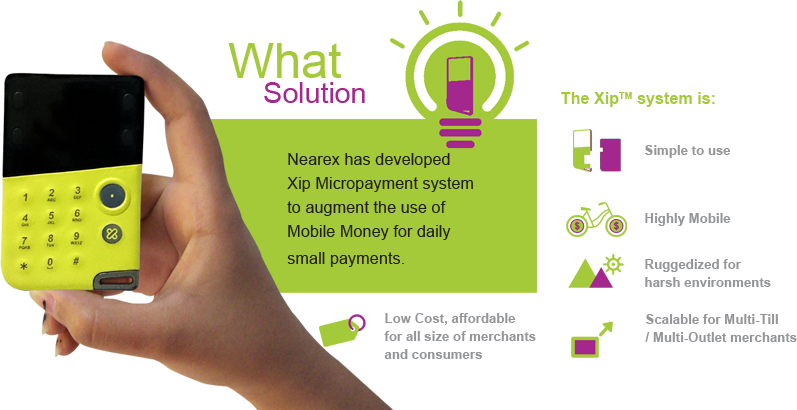 What
Solution
Nearex has developed
Xip Micropayment system
to augment the use of
Mobile Money for daily
small payments.
Low Cost, affordable
for all size of merchants
and consumers
The Xip™ system is:
Simple to use
Highly Mobile
$ $
Ruggedized for
harsh environments
Scalable for Multi-Till
/ Multi-Outlet merchants
1 2 3
ABC DEF
4 5 6
GHI JKL MNO
7 8 9
PQRS TUV WXYZ
* 0 #